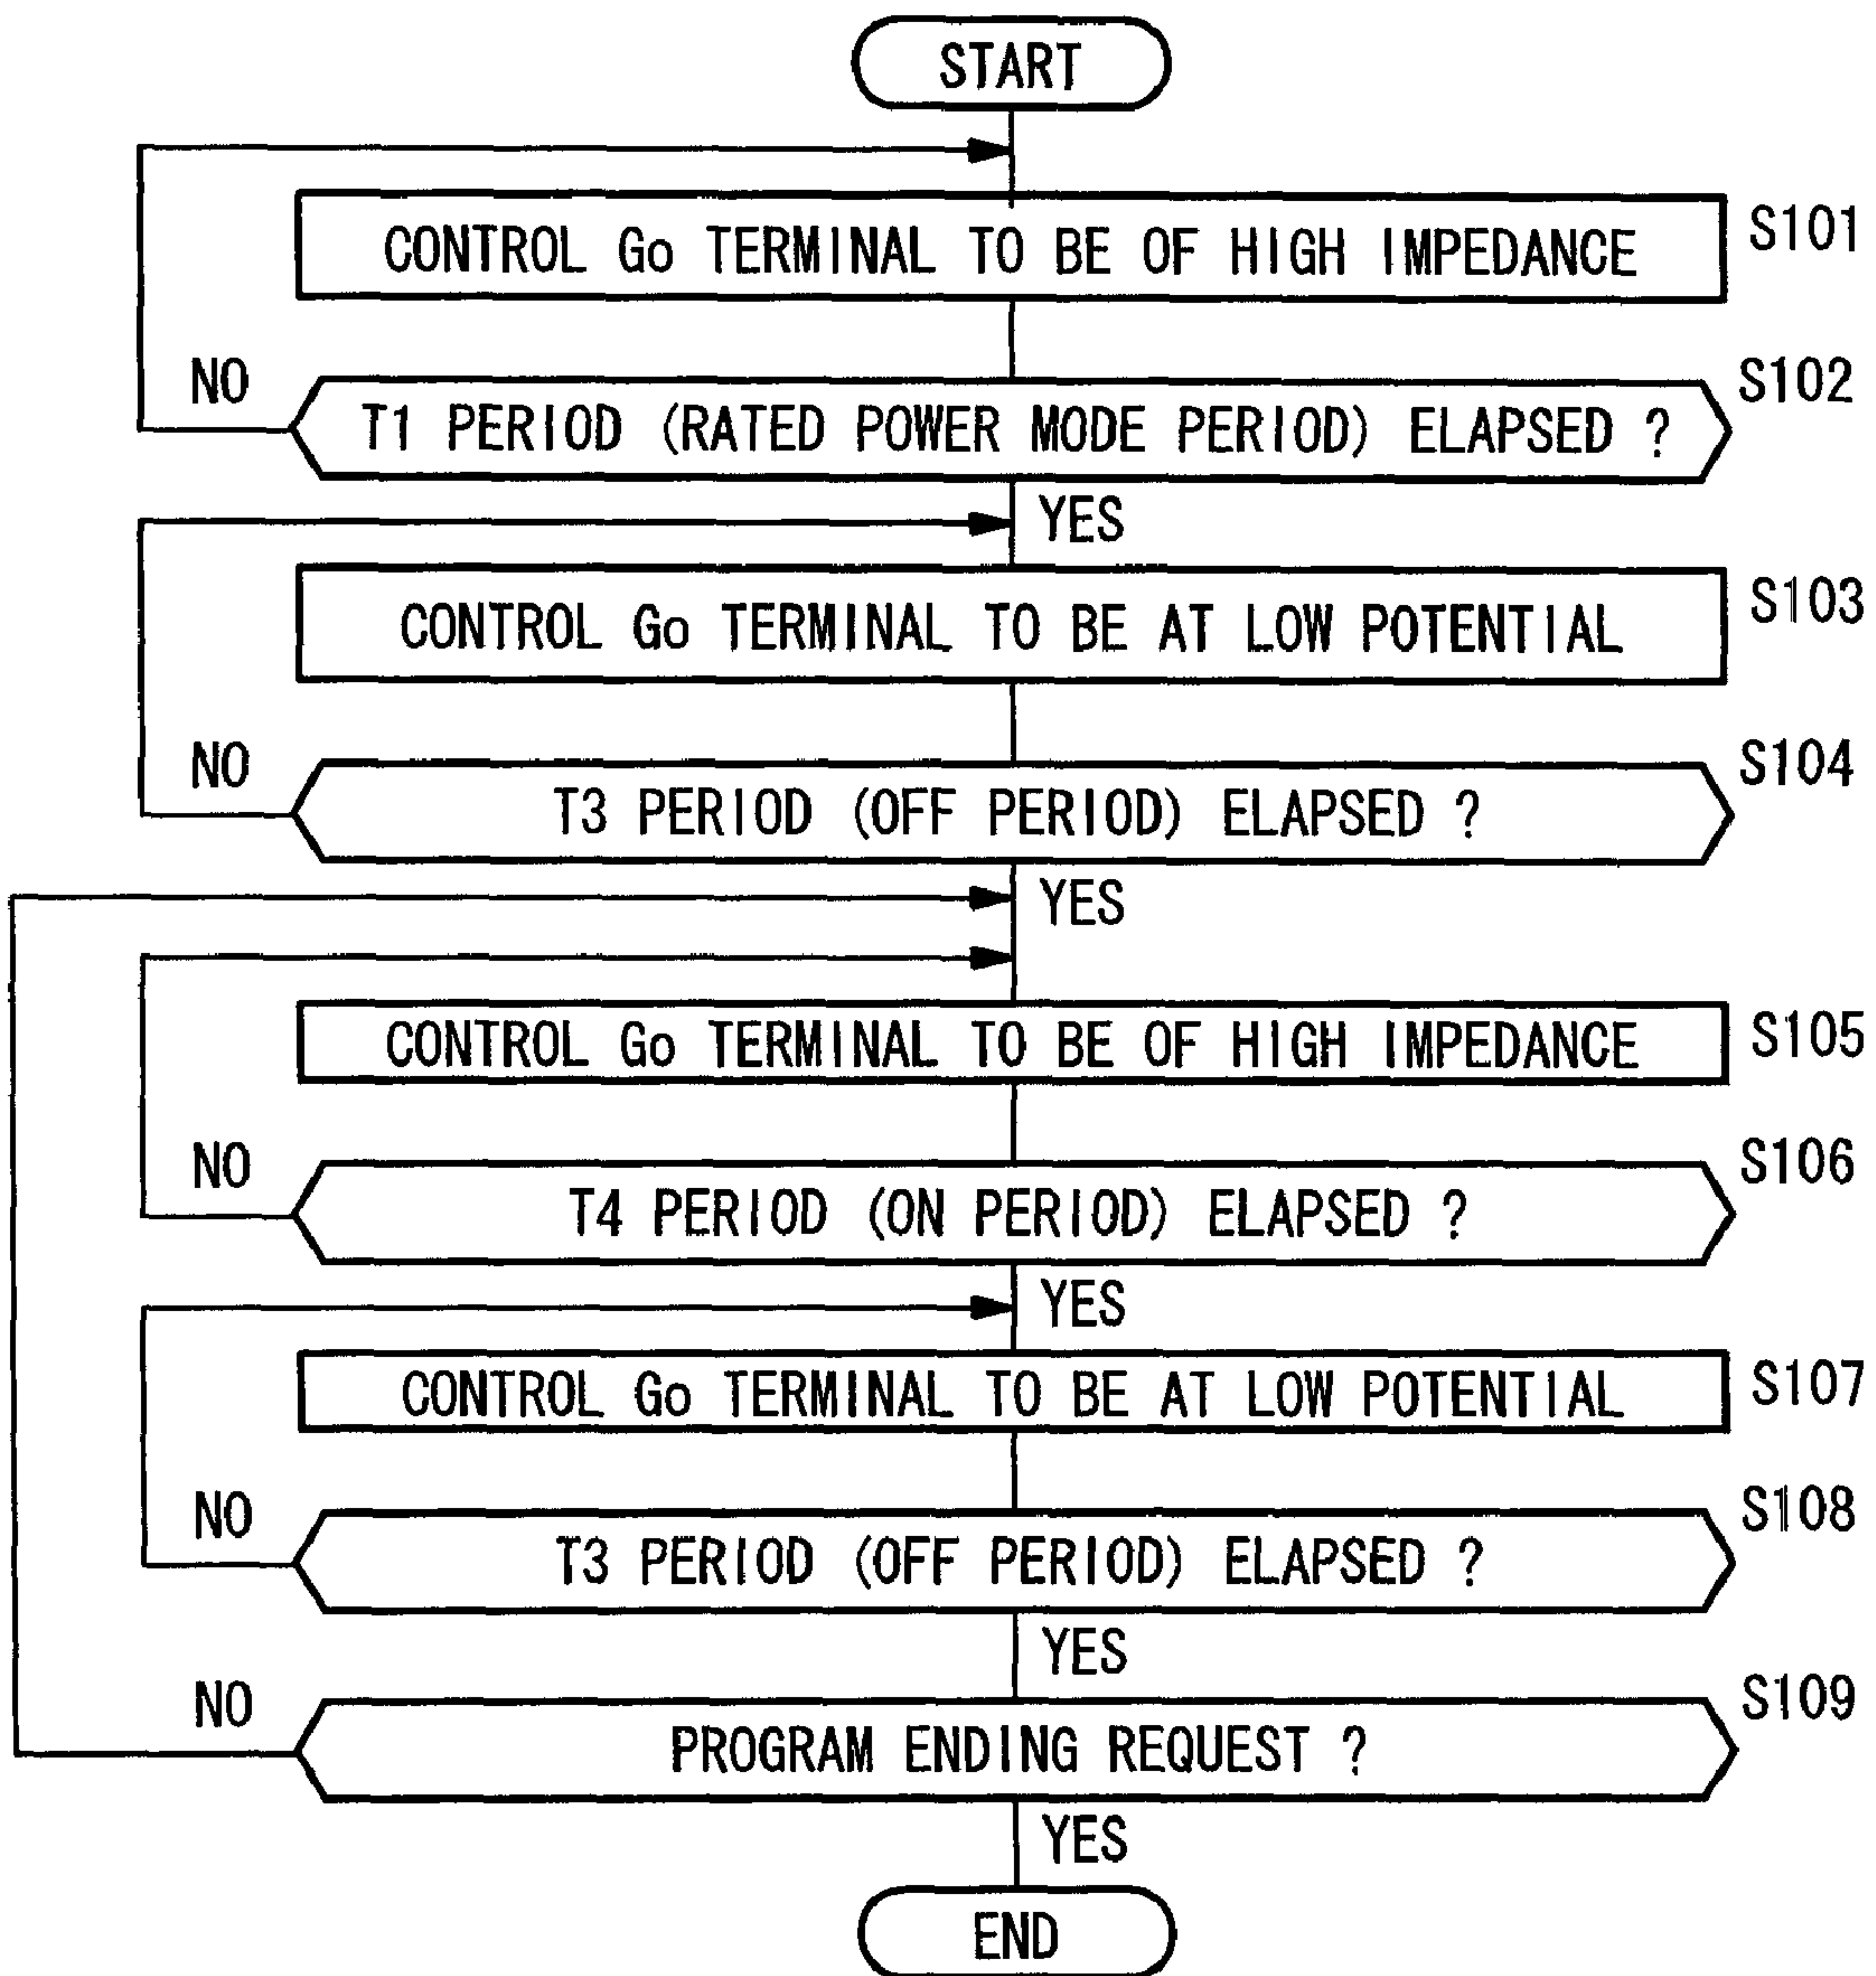 START
CONTROL Go TERMINAL TO BE OF HIGH IMPEDANCE
S101
NO
T1 PERIOD (RATED POWER MODE PERIOD) ELAPSED ?
S102
YES
CONTROL Go TERMINAL TO BE AT LOW POTENTIAL
S103
NO
T3 PERIOD (OFF PERIOD) ELAPSED ?
S104
YES
CONTROL Go TERMINAL TO BE OF HIGH IMPEDANCE
S105
NO
T4 PERIOD (ON PERIOD) ELAPSED ?
S106
YES
CONTROL Go TERMINAL TO BE AT LOW POTENTIAL
S107
NO
T3 PERIOD (OFF PERIOD) ELAPSED ?
S108
YES
NO
PROGRAM ENDING REQUEST ?
S109
YES
END